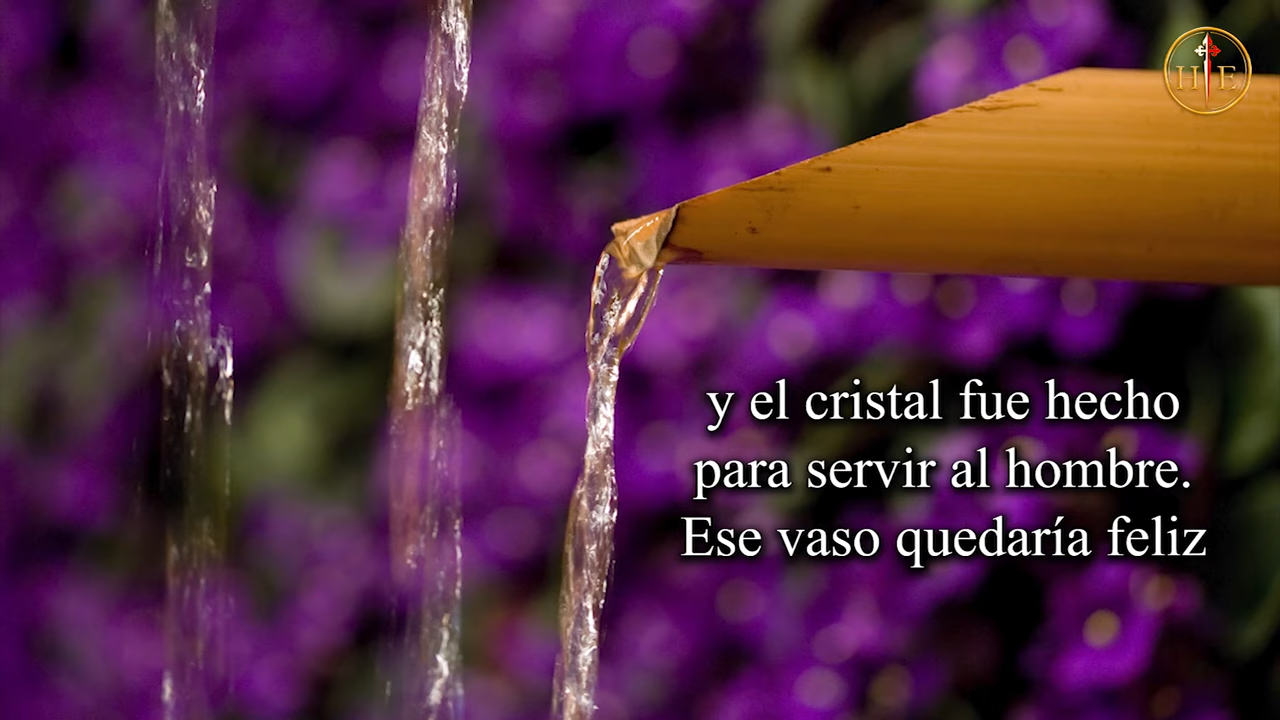 H E
y el cristal fue hecho
para servir al hombre.
Ese vaso quedaría feliz